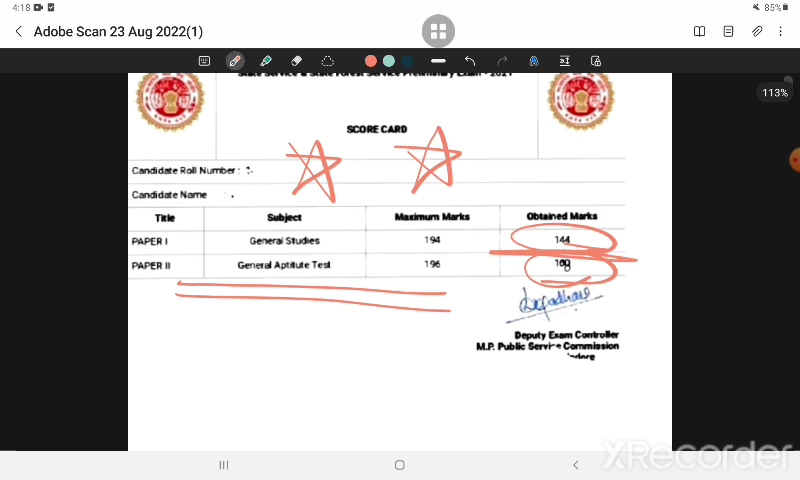 4:18
85%
Adobe Scan 23 Aug 2022(1)
113%
State Service & State Forest Service Preliminary Exam - 2021
SCORE CARD
Candidate Roll Number :
Candidate Name
Title Subject Maximum Marks Obtained Marks
PAPER I General Studies 194 144
PAPER II General Aptitute Test 196
Deputy Exam Controller
M.P. Public Service Commission
Indore
XRecorder